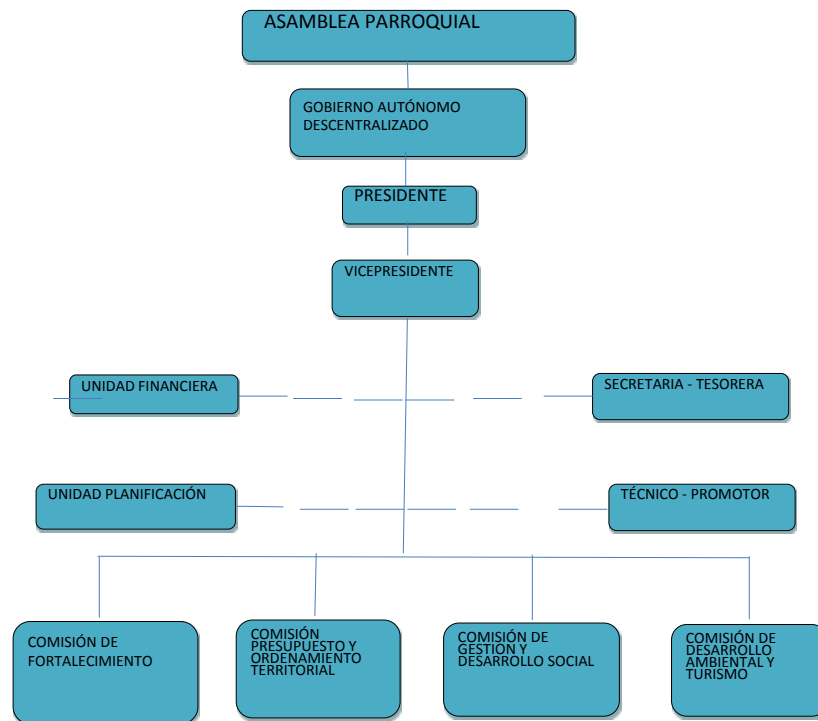 ASAMBLEA PARROQUIAL
GOBIERNO AUTÓNOMO
DESCENTRALIZADO
PRESIDENTE
VICEPRESIDENTE
UNIDAD FINANCIERA
SECRETARIA - TESORERA
UNIDAD PLANIFICACIÓN
TÉCNICO - PROMOTOR
COMISIÓN DE
FORTALECIMIENTO
COMISIÓN
PRESUPUESTO Y
ORDENAMIENTO
TERRITORIAL
COMISIÓN DE
GESTIÓN Y
DESARROLLO SOCIAL
COMISIÓN DE
DESARROLLO
AMBIENTAL Y
TURISMO